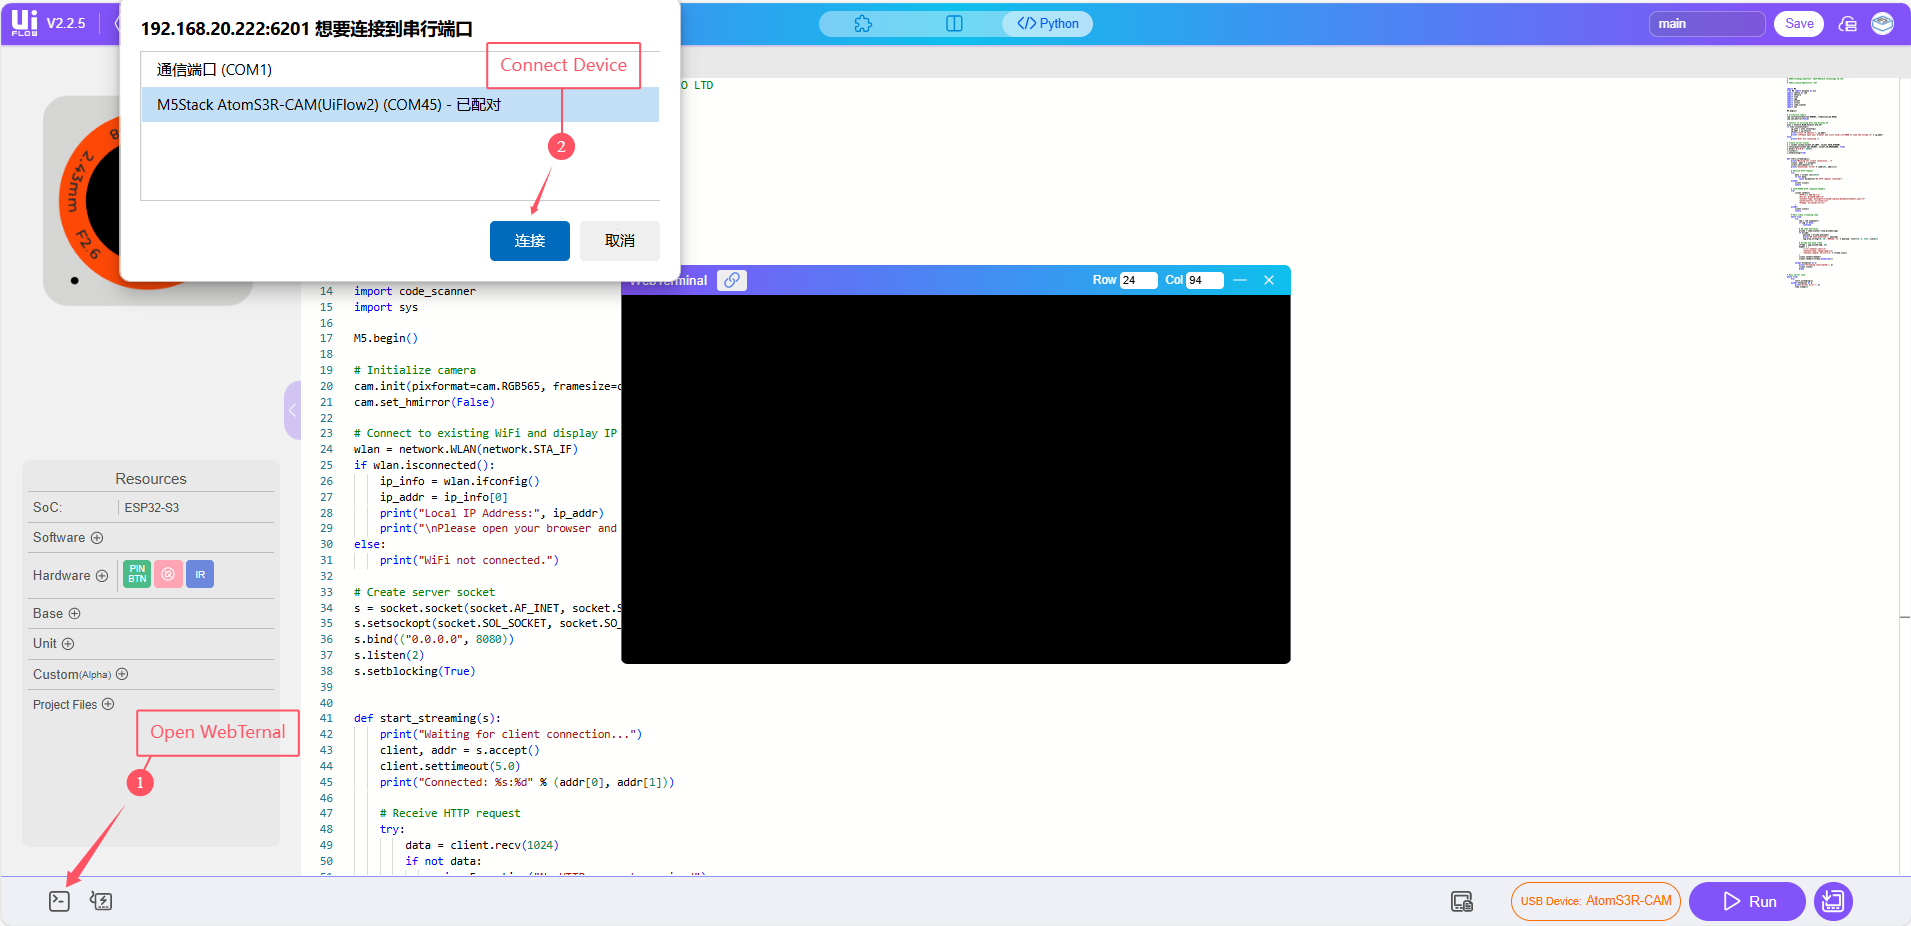 Ui
FLOW
V2.2.5
Python
main
Save
192.168.20.222:6201 想要连接到串行端口
通信端口 (COM1)
M5Stack AtomS3R-CAM(UiFlow2) (COM45) - 已配对
Connect Device
2
连接
取消
O LTD
2.43mm
F2.6
WebTerminal
Row 24
Col 94
14 import code_scanner
15 import sys
16
17 M5.begin()
18
19 # Initialize camera
20 cam.init(pixformat=cam.RGB565, framesize=c
21 cam.set_hmirror(False)
22
23 # Connect to existing WiFi and display IP
24 wlan = network.WLAN(network.STA_IF)
25 if wlan.isconnected():
26 ip_info = wlan.ifconfig()
27 ip_addr = ip_info[0]
28 print("Local IP Address:", ip_addr)
29 print("\nPlease open your browser and
30 else:
31 print("WiFi not connected.")
32
33 # Create server socket
34 s = socket.socket(socket.AF_INET, socket.S
35 s.setsockopt(socket.SOL_SOCKET, socket.SO_
36 s.bind(("0.0.0.0", 8080))
37 s.listen(2)
38 s.setblocking(True)
39
40
41 def start_streaming(s):
42 print("Waiting for client connection...")
43 client, addr = s.accept()
44 client.settimeout(5.0)
45 print("Connected: %s:%d" % (addr[0], addr[1]))
46
47 # Receive HTTP request
48 try:
49 data = client.recv(1024)
50 if not data:
Resources
SoC: ESP32-S3
Software
Hardware
PIN
BTN
IR
Base
Unit
Custom(Alpha)
Project Files
Open WebTernal
1
USB Device: AtomS3R-CAM
Run